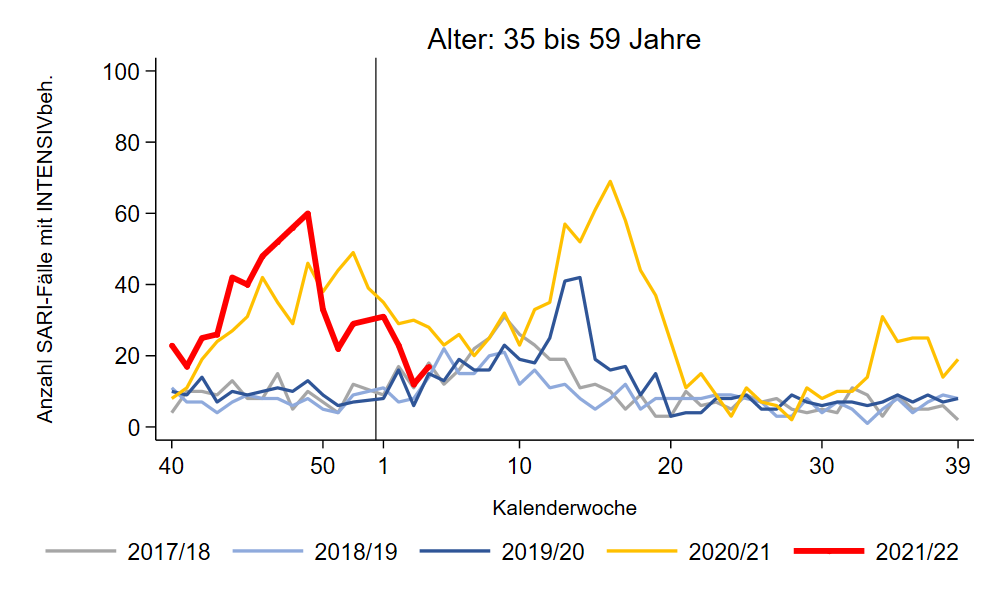 Alter: 35 bis 59 Jahre
Anzahl SARI-Fälle mit INTENSIVbeh.
100
80
60
40
20
0
40 50 1 10 20 30 39
Kalenderwoche
2017/18 2018/19 2019/20 2020/21 2021/22